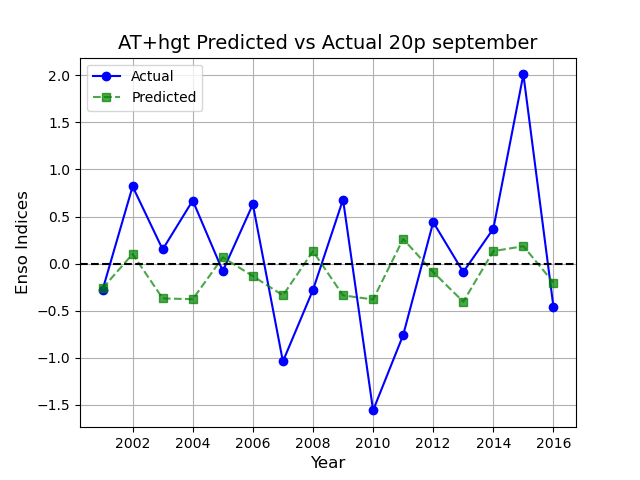 AT+hgt Predicted vs Actual 20p september
Actual
Predicted
2.0
1.5
1.0
0.5
0.0
−0.5
−1.0
−1.5
Enso Indices
2002 2004 2006 2008 2010 2012 2014 2016
Year